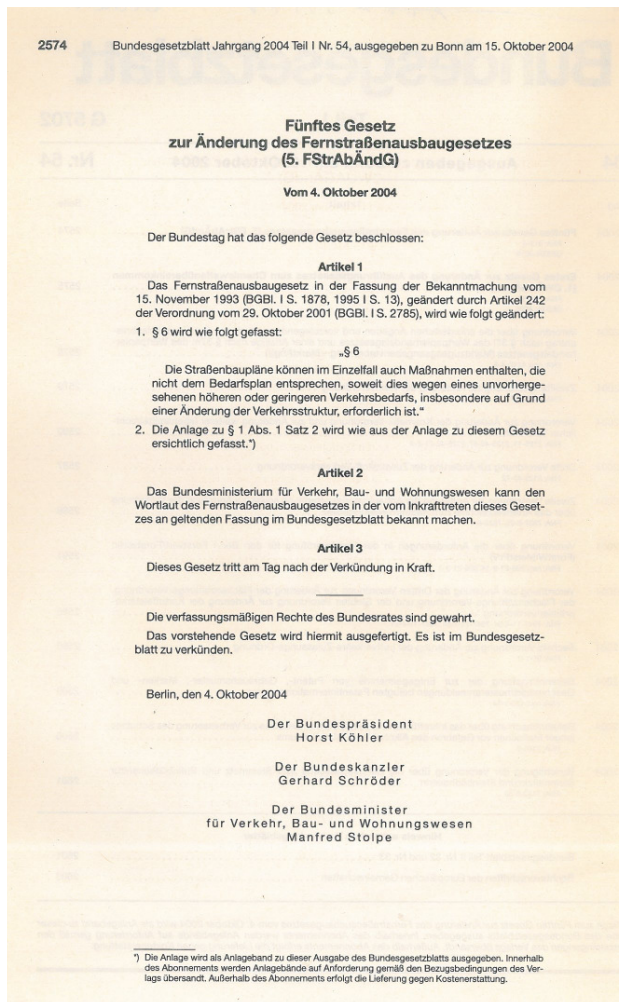 2574 Bundesgesetzblatt Jahrgang 2004 Teil I Nr. 54, ausgegeben zu Bonn am 15. Oktober 2004
Fünftes Gesetz
zur Änderung des Fernstraßenausbaugesetzes
(5. FStrAbÄndG)
Vom 4. Oktober 2004
Der Bundestag hat das folgende Gesetz beschlossen:
Artikel 1
Das Fernstraßenausbaugesetz in der Fassung der Bekanntmachung vom
15. November 1993 (BGBl. I S. 1878, 1995 I S. 13), geändert durch Artikel 242
der Verordnung vom 29. Oktober 2001 (BGBl. I S. 2785), wird wie folgt geändert:
1. § 6 wird wie folgt gefasst:
„§ 6
Die Straßenbaupläne können im Einzelfall auch Maßnahmen enthalten, die
nicht dem Bedarfsplan entsprechen, soweit dies wegen eines unvorherge-
sehenen höheren oder geringeren Verkehrsbedarfs, insbesondere auf Grund
einer Änderung der Verkehrsstruktur, erforderlich ist.“
2. Die Anlage zu § 1 Abs. 1 Satz 2 wird wie aus der Anlage zu diesem Gesetz
ersichtlich gefasst.*)
Artikel 2
Das Bundesministerium für Verkehr, Bau- und Wohnungswesen kann den
Wortlaut des Fernstraßenausbaugesetzes in der vom Inkrafttreten dieses Geset-
zes an geltenden Fassung im Bundesgesetzblatt bekannt machen.
Artikel 3
Dieses Gesetz tritt am Tag nach der Verkündung in Kraft.
Die verfassungsmäßigen Rechte des Bundesrates sind gewahrt.
Das vorstehende Gesetz wird hiermit ausgefertigt. Es ist im Bundesgesetz-
blatt zu verkünden.
Berlin, den 4. Oktober 2004
Der Bundespräsident
Horst Köhler
Der Bundeskanzler
Gerhard Schröder
Der Bundesminister
für Verkehr, Bau- und Wohnungswesen
Manfred Stolpe
*) Die Anlage wird als Anlageband zu dieser Ausgabe des Bundesgesetzblatts ausgegeben. Innerhalb
des Abonnements werden Anlagebände auf Anforderung gemäß den Bezugsbedingungen des Ver-
lags übersandt. Außerhalb des Abonnements erfolgt die Lieferung gegen Kostenerstattung.